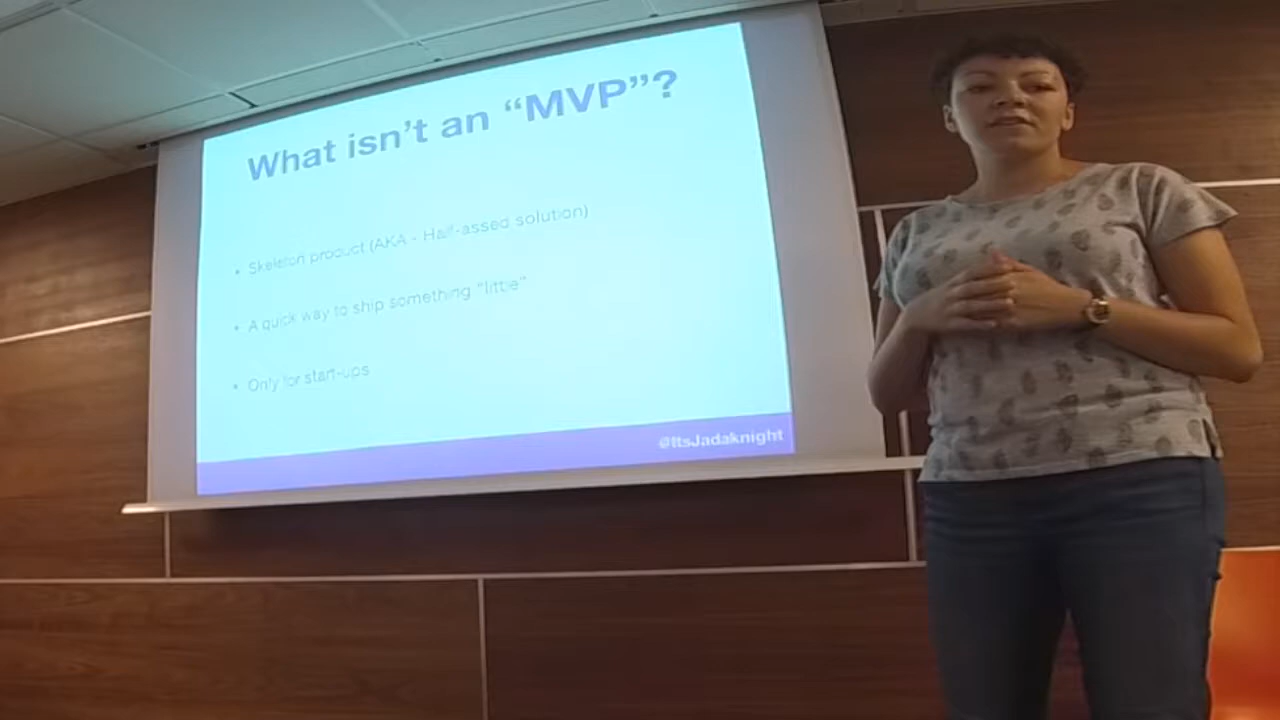 What isn't an “MVP”?
• Skeleton product (AKA - Half-assed solution)
• A quick way to ship something “little”
• Only for start-ups
@ItsJadaknight